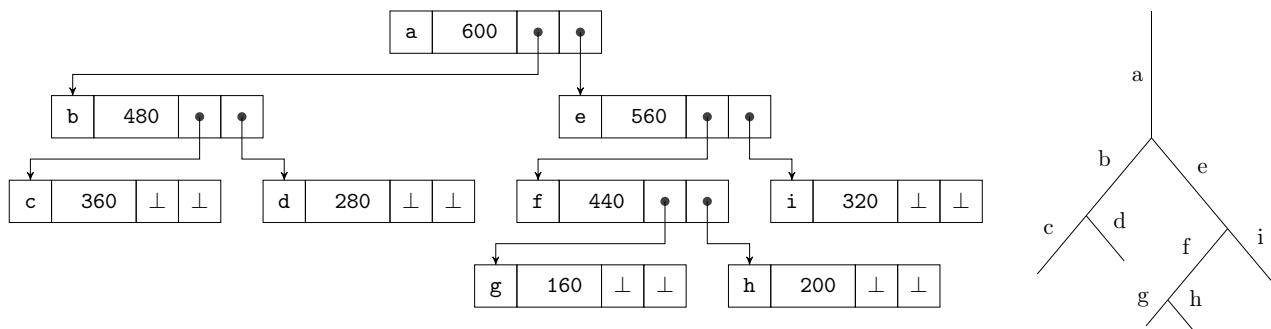 a 600
a
b 480
e 560
b
e
c 360 ⊥ ⊥
d 280 ⊥ ⊥
f 440
i 320 ⊥ ⊥
c
d
f
i
g 160 ⊥ ⊥
h 200 ⊥ ⊥
g
h